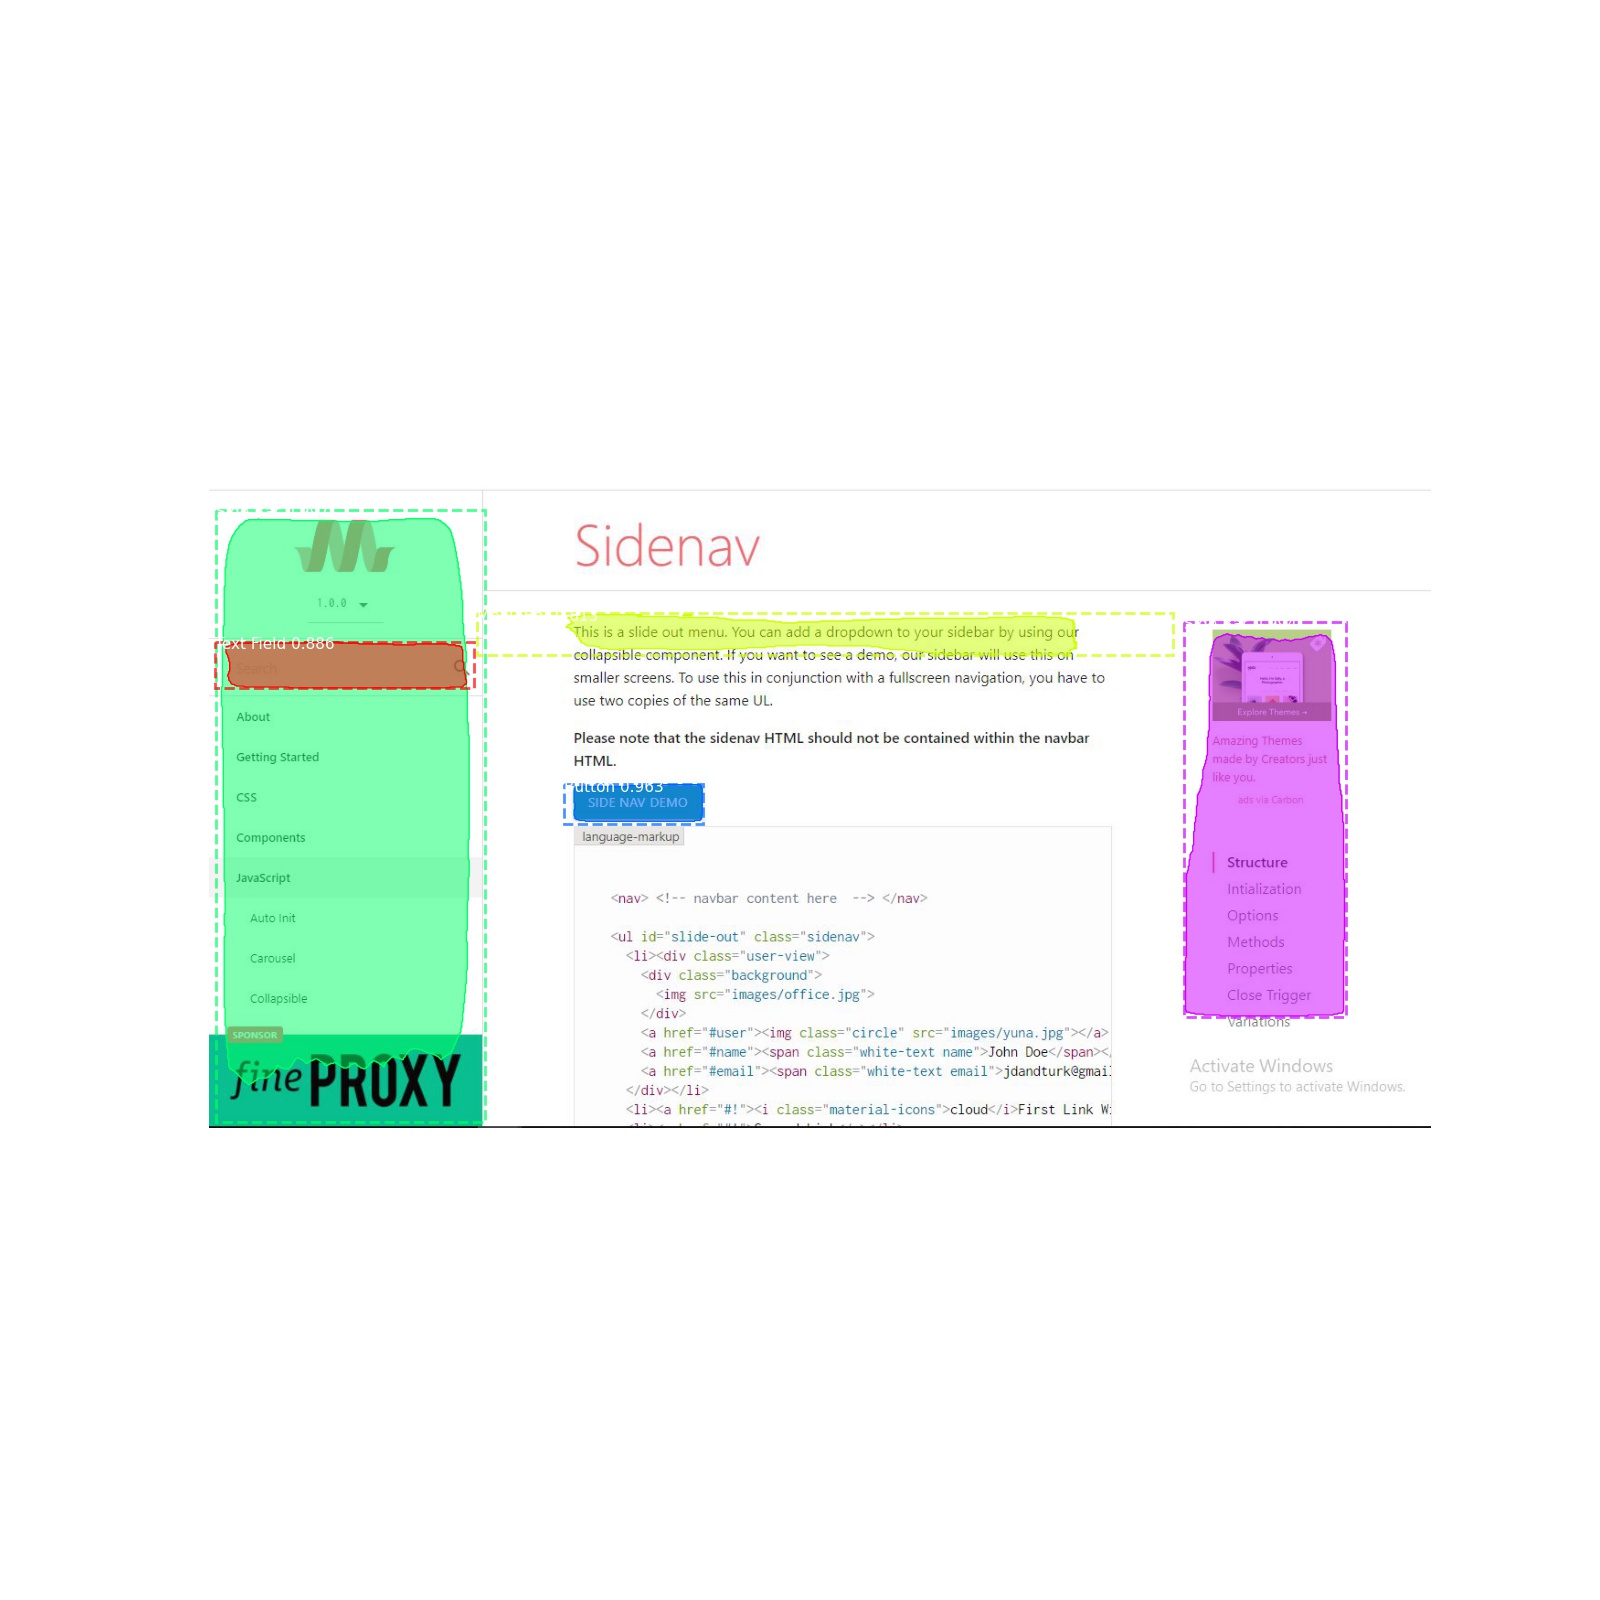 Sidenav
1.0.0
Text Field 0.886
Search
About
Getting Started
CSS
Components
JavaScript
Auto Init
Carousel
Collapsible
SPONSOR
fine PROXY
This is a slide out menu. You can add a dropdown to your sidebar by using our
collapsible component. If you want to see a demo, our sidebar will use this on
smaller screens. To use this in conjunction with a fullscreen navigation, you have to
use two copies of the same UL.
Please note that the sidenav HTML should not be contained within the navbar
HTML.
Button 0.963
SIDE NAV DEMO
language-markup
<nav> <!-- navbar content here  --> </nav>
<ul id="slide-out" class="sidenav">
<li><div class="user-view">
<div class="background">
<img src="images/office.jpg">
</div>
<a href="#user"><img class="circle" src="images/yuna.jpg"></a>
<a href="#name"><span class="white-text name">John Doe</span><
<a href="#email"><span class="white-text email">jdandturk@gmai
</div></li>
<li><a href="#!"><i class="material-icons">cloud</i>First Link W
Explore Themes →
Amazing Themes
made by Creators just
like you.
ads via Carbon
Structure
Intialization
Options
Methods
Properties
Close Trigger
Variations
Activate Windows
Go to Settings to activate Windows.